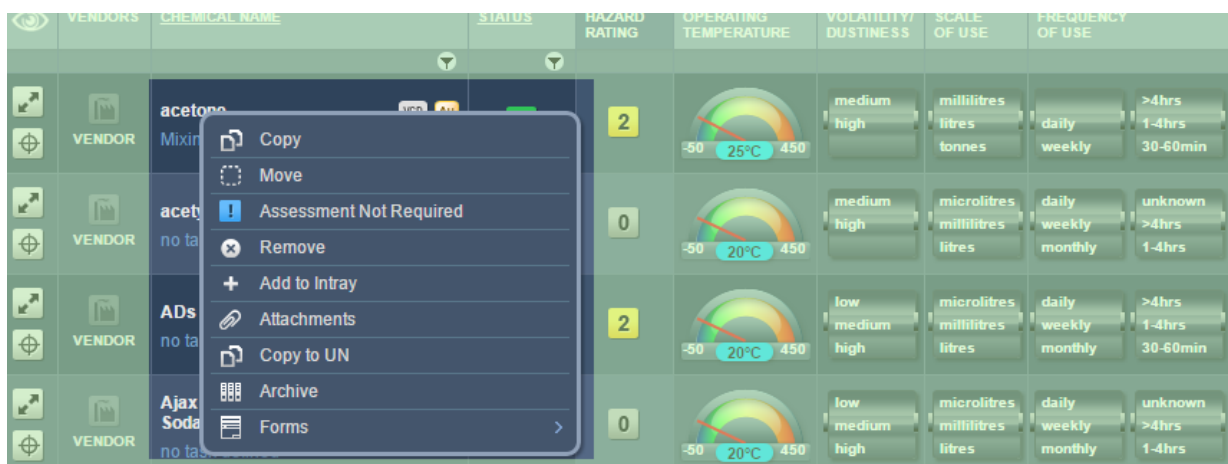 VENDORS CHEMICAL NAME STATUS HAZARD RATING OPERATING TEMPERATURE VOLATILITY/ DUSTINESS SCALE OF USE FREQUENCY OF USE
acetone
VENDOR
2
-50 25°C 450
medium
high
millilitres
litres
tonnes
daily
weekly
>4hrs
1-4hrs
30-60min
Copy
Move
Assessment Not Required
Remove
Add to Intray
Attachments
Copy to UN
Archive
Forms
VENDOR
0
-50 20°C 450
medium
high
microlitres
millilitres
litres
daily
weekly
monthly
unknown
>4hrs
1-4hrs
ADs
VENDOR
2
-50 20°C 450
low
medium
high
microlitres
millilitres
litres
daily
weekly
monthly
>4hrs
1-4hrs
30-60min
Ajax
Soda
VENDOR
0
-50 20°C 450
low
medium
high
microlitres
millilitres
litres
daily
weekly
monthly
unknown
>4hrs
1-4hrs